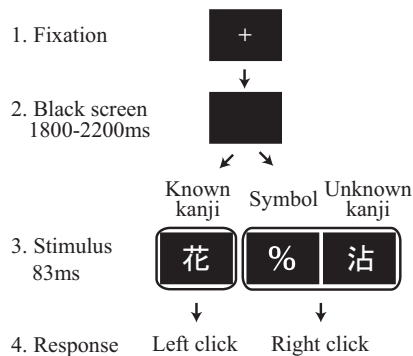 1. Fixation
+
2. Black screen
1800-2200ms
Known
kanji
Symbol
Unknown
kanji
3. Stimulus
83ms
花
%
沾
4. Response
Left click
Right click